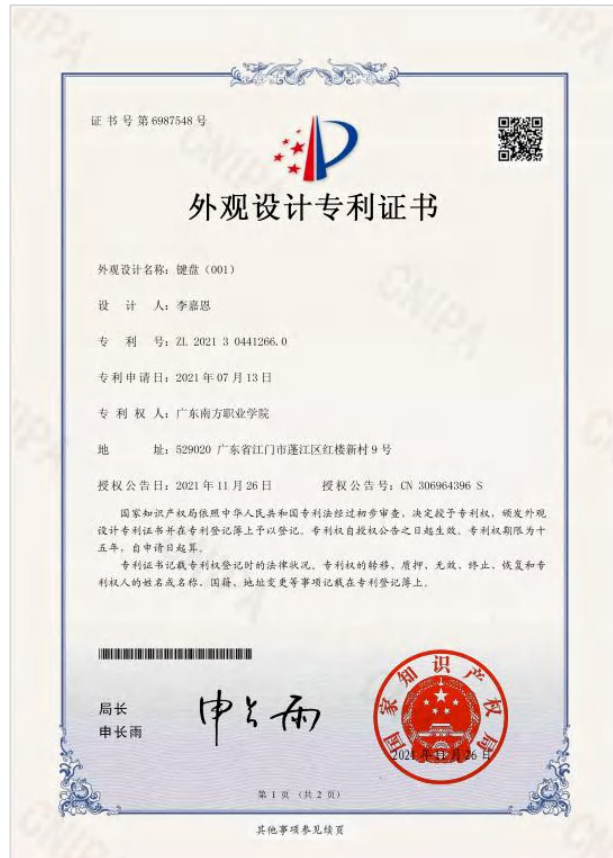 证书号第6987548号
外观设计专利证书
外观设计名称：键盘（001）
设 计 人：李嘉恩
专 利 号：ZL 2021 3 0441266.0
专利申请日：2021年07月13日
专 利 权 人：广东南方职业学院
地 址：529020 广东省江门市蓬江区红楼新村9号
授权公告日：2021年11月26日 授权公告号：CN 306964396 S
国家知识产权局依照中华人民共和国专利法经过初步审查，决定授予专利权，颁发外观
设计专利证书并在专利登记簿上予以登记。专利权自授权公告之日起生效。专利权期限为十
五年，自申请日起算。
专利证书记载专利权登记时的法律状况。专利权的转移、质押、无效、终止、恢复和专
利权人的姓名或名称、国籍、地址变更等事项记载在专利登记簿上。
局长
申长雨
申长雨
国家知识产权局
2021年11月26日
第 1 页 （共 2 页）
其他事项参见续页
CNIPA
CNIPA
CNIPA